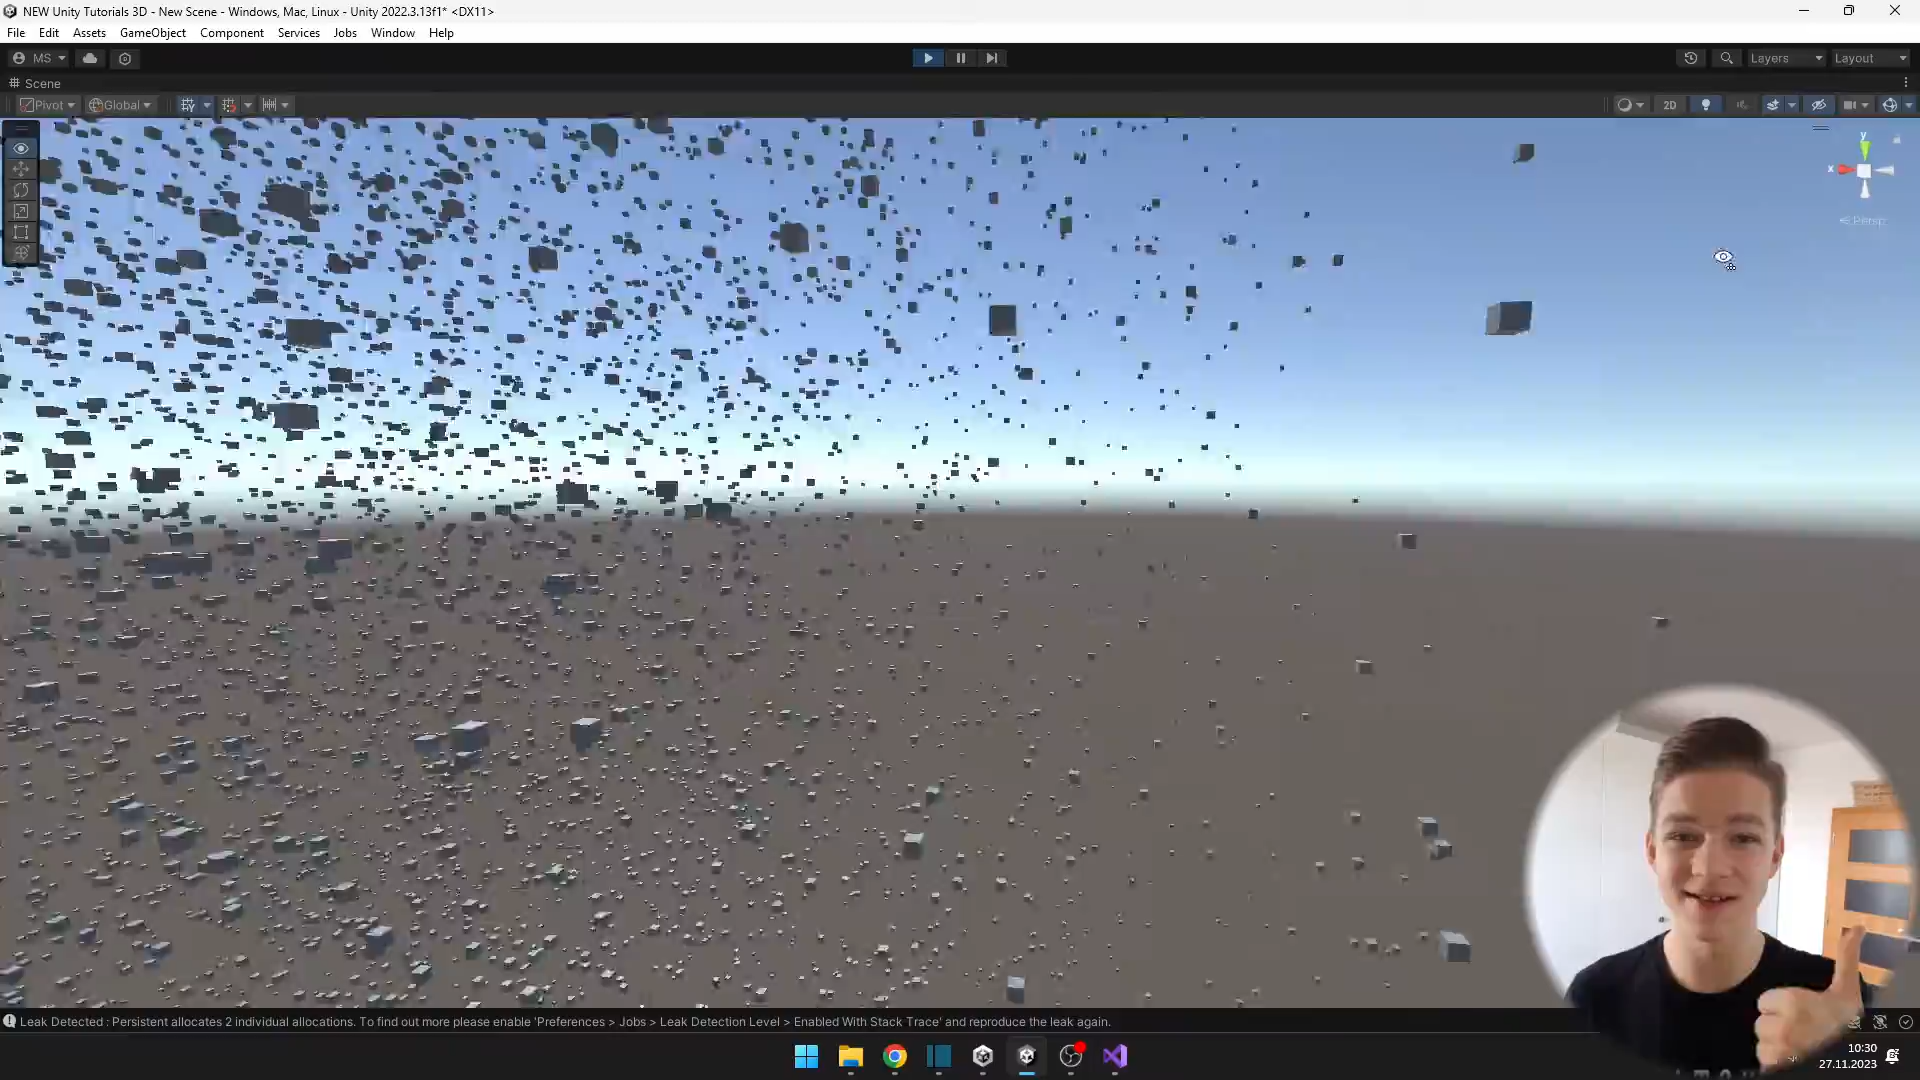 NEW Unity Tutorials 3D - New Scene - Windows, Mac, Linux - Unity 2022.3.13f1* <DX11>
File Edit Assets GameObject Component Services Jobs Window Help
MS Layers Layout
Scene
Pivot Global 2D
y
x
Persp
Leak Detected : Persistent allocates 2 individual allocations. To find out more please enable 'Preferences > Jobs > Leak Detection Level > Enabled With Stack Trace' and reproduce the leak again.
10:30
27.11.2023